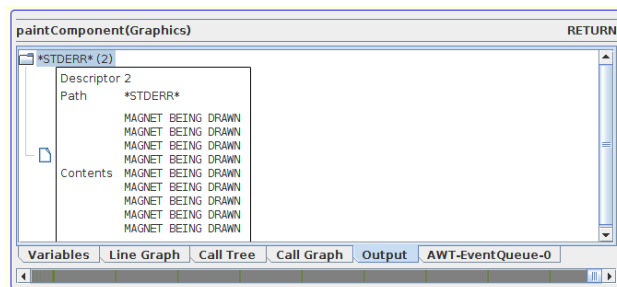 paintComponent(Graphics) RETURN
*STDERR* (2)
Descriptor 2
Path *STDERR*
MAGNET BEING DRAWN
MAGNET BEING DRAWN
MAGNET BEING DRAWN
MAGNET BEING DRAWN
Contents MAGNET BEING DRAWN
MAGNET BEING DRAWN
MAGNET BEING DRAWN
MAGNET BEING DRAWN
MAGNET BEING DRAWN
Variables Line Graph Call Tree Call Graph Output AWT-EventQueue-0